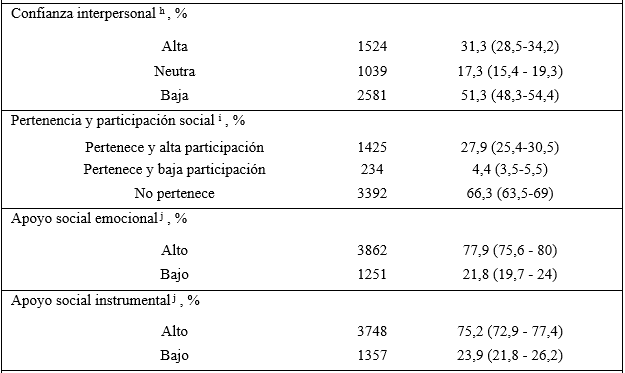 Confianza interpersonal ʰ , %
Alta 1524 31,3 (28,5-34,2)
Neutra 1039 17,3 (15,4 - 19,3)
Baja 2581 51,3 (48,3-54,4)
Pertenencia y participación social ⁱ , %
Pertenece y alta participación 1425 27,9 (25,4-30,5)
Pertenece y baja participación 234 4,4 (3,5-5,5)
No pertenece 3392 66,3 (63,5-69)
Apoyo social emocional ʲ , %
Alto 3862 77,9 (75,6 - 80)
Bajo 1251 21,8 (19,7 - 24)
Apoyo social instrumental ʲ , %
Alto 3748 75,2 (72,9 - 77,4)
Bajo 1357 23,9 (21,8 - 26,2)